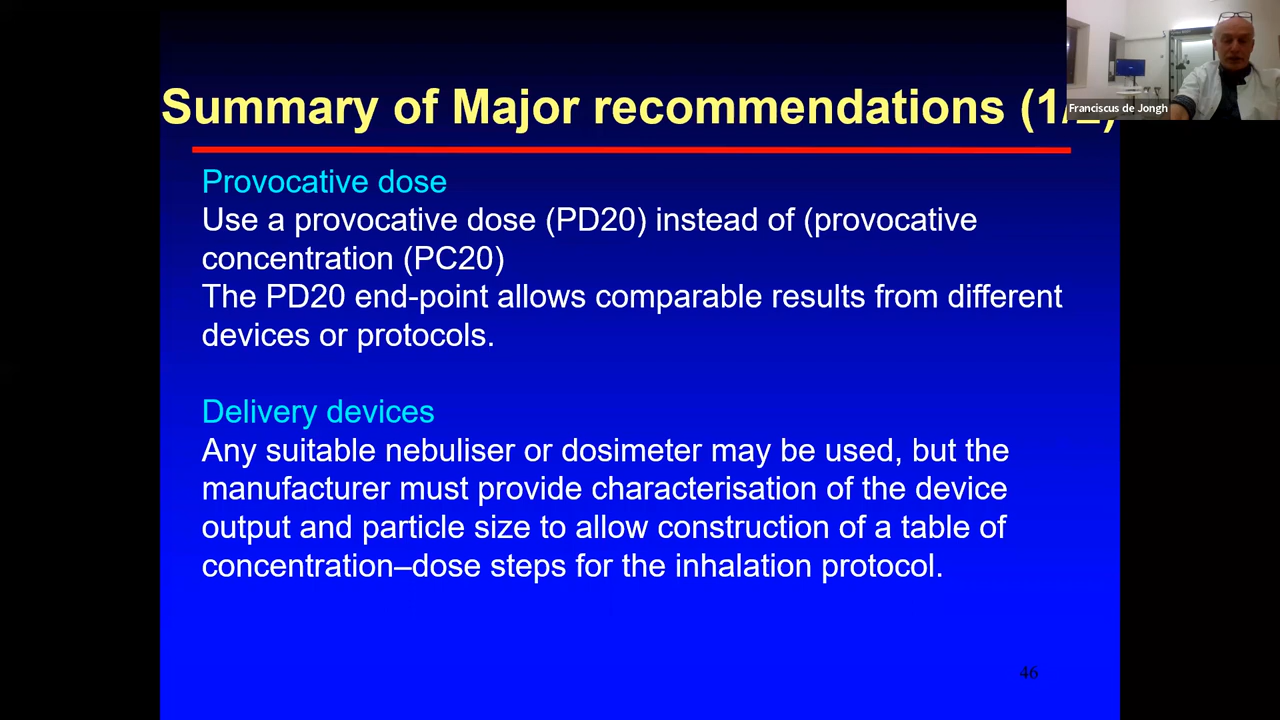 Summary of Major recommendations (1/2)
Franciscus de Jongh
Provocative dose
Use a provocative dose (PD20) instead of (provocative
concentration (PC20)
The PD20 end-point allows comparable results from different
devices or protocols.
Delivery devices
Any suitable nebuliser or dosimeter may be used, but the
manufacturer must provide characterisation of the device
output and particle size to allow construction of a table of
concentration–dose steps for the inhalation protocol.
46